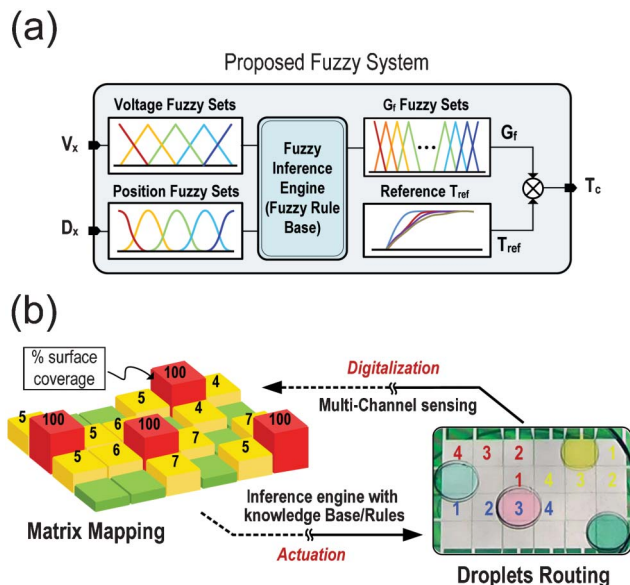 (a)
Proposed Fuzzy System
Voltage Fuzzy Sets
Gf Fuzzy Sets
Vx
Gf
Fuzzy
Inference
Engine
(Fuzzy Rule
Base)
Position Fuzzy Sets
Reference Tref
Dx
Tc
Tref
(b)
% surface
coverage
100
4
5
5
100
4
100
100
5
6
7
5
6
7
5
7
Matrix Mapping
Digitalization
Multi-Channel sensing
Inference engine with
knowledge Base/Rules
Actuation
4 3 2 1
1 4 3 2
1 2 3 4
Droplets Routing